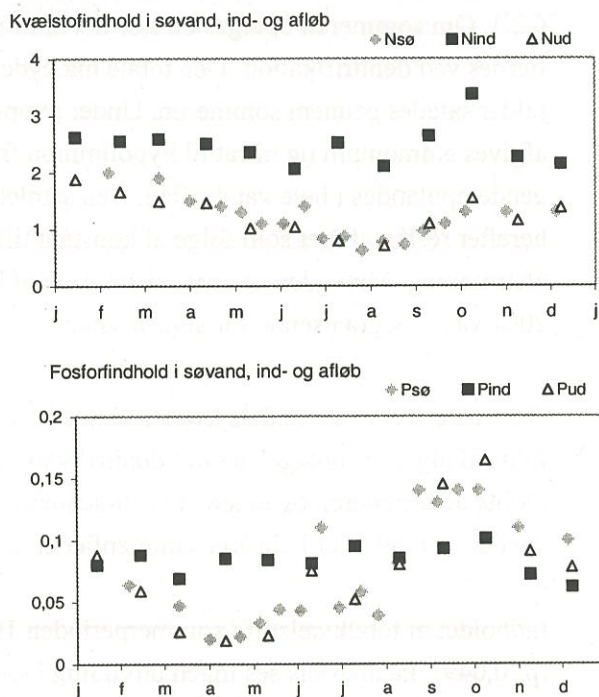 Kvælstofindhold i søvand, ind- og afløb
Nsø Nind Nud
4
3
2
1
0
j f m a m j j a s o n d j
Fosforfindhold i søvand, ind- og afløb
Psø Pind Pud
0,2
0,15
0,1
0,05
0
j f m a m j j a s o n d